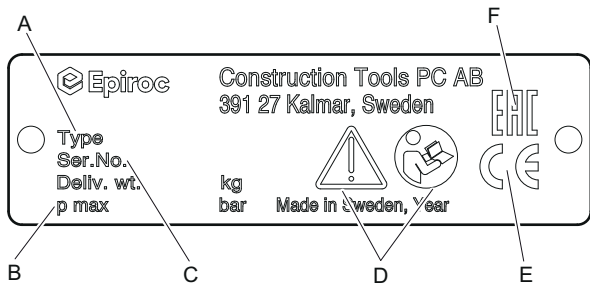 A
F
Epiroc
Construction Tools PC AB
391 27 Kalmar, Sweden
EAC
Type
Ser.No.
Deliv. wt. kg
p max bar Made in Sweden, Year
CE
B
C
D
E